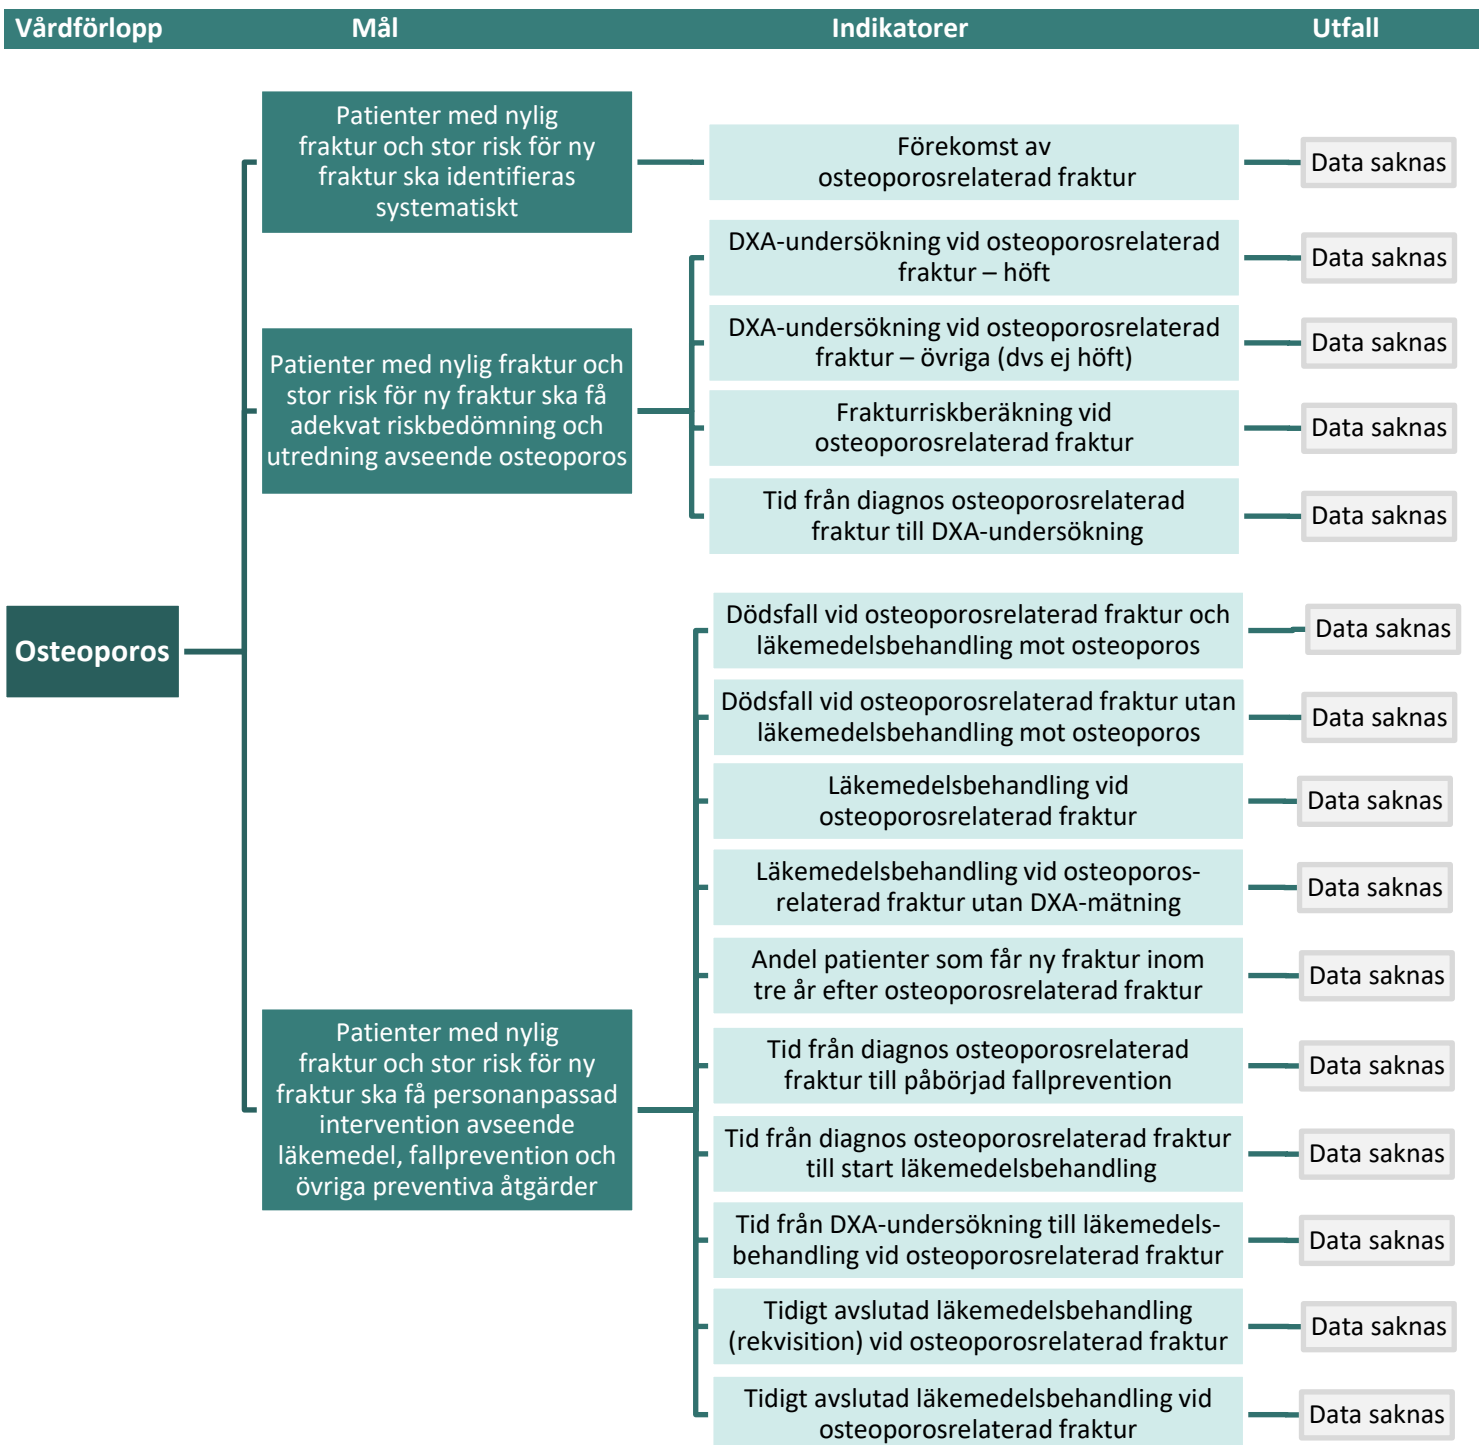 Vårdförlopp Mål Indikatorer Utfall
Osteoporos
Patienter med nylig
fraktur och stor risk för ny
fraktur ska identifieras
systematiskt
Förekomst av
osteoporosrelaterad fraktur
Data saknas
Patienter med nylig fraktur och
stor risk för ny fraktur ska få
adekvat riskbedömning och
utredning avseende osteoporos
DXA-undersökning vid osteoporosrelaterad
fraktur – höft
Data saknas
DXA-undersökning vid osteoporosrelaterad
fraktur – övriga (dvs ej höft)
Data saknas
Frakturriskberäkning vid
osteoporosrelaterad fraktur
Data saknas
Tid från diagnos osteoporosrelaterad
fraktur till DXA-undersökning
Data saknas
Patienter med nylig
fraktur och stor risk för ny
fraktur ska få personanpassad
intervention avseende
läkemedel, fallprevention och
övriga preventiva åtgärder
Dödsfall vid osteoporosrelaterad fraktur och
läkemedelsbehandling mot osteoporos
Data saknas
Dödsfall vid osteoporosrelaterad fraktur utan
läkemedelsbehandling mot osteoporos
Data saknas
Läkemedelsbehandling vid
osteoporosrelaterad fraktur
Data saknas
Läkemedelsbehandling vid osteoporos-
relaterad fraktur utan DXA-mätning
Data saknas
Andel patienter som får ny fraktur inom
tre år efter osteoporosrelaterad fraktur
Data saknas
Tid från diagnos osteoporosrelaterad
fraktur till påbörjad fallprevention
Data saknas
Tid från diagnos osteoporosrelaterad fraktur
till start läkemedelsbehandling
Data saknas
Tid från DXA-undersökning till läkemedels-
behandling vid osteoporosrelaterad fraktur
Data saknas
Tidigt avslutad läkemedelsbehandling
(rekvisition) vid osteoporosrelaterad fraktur
Data saknas
Tidigt avslutad läkemedelsbehandling vid
osteoporosrelaterad fraktur
Data saknas